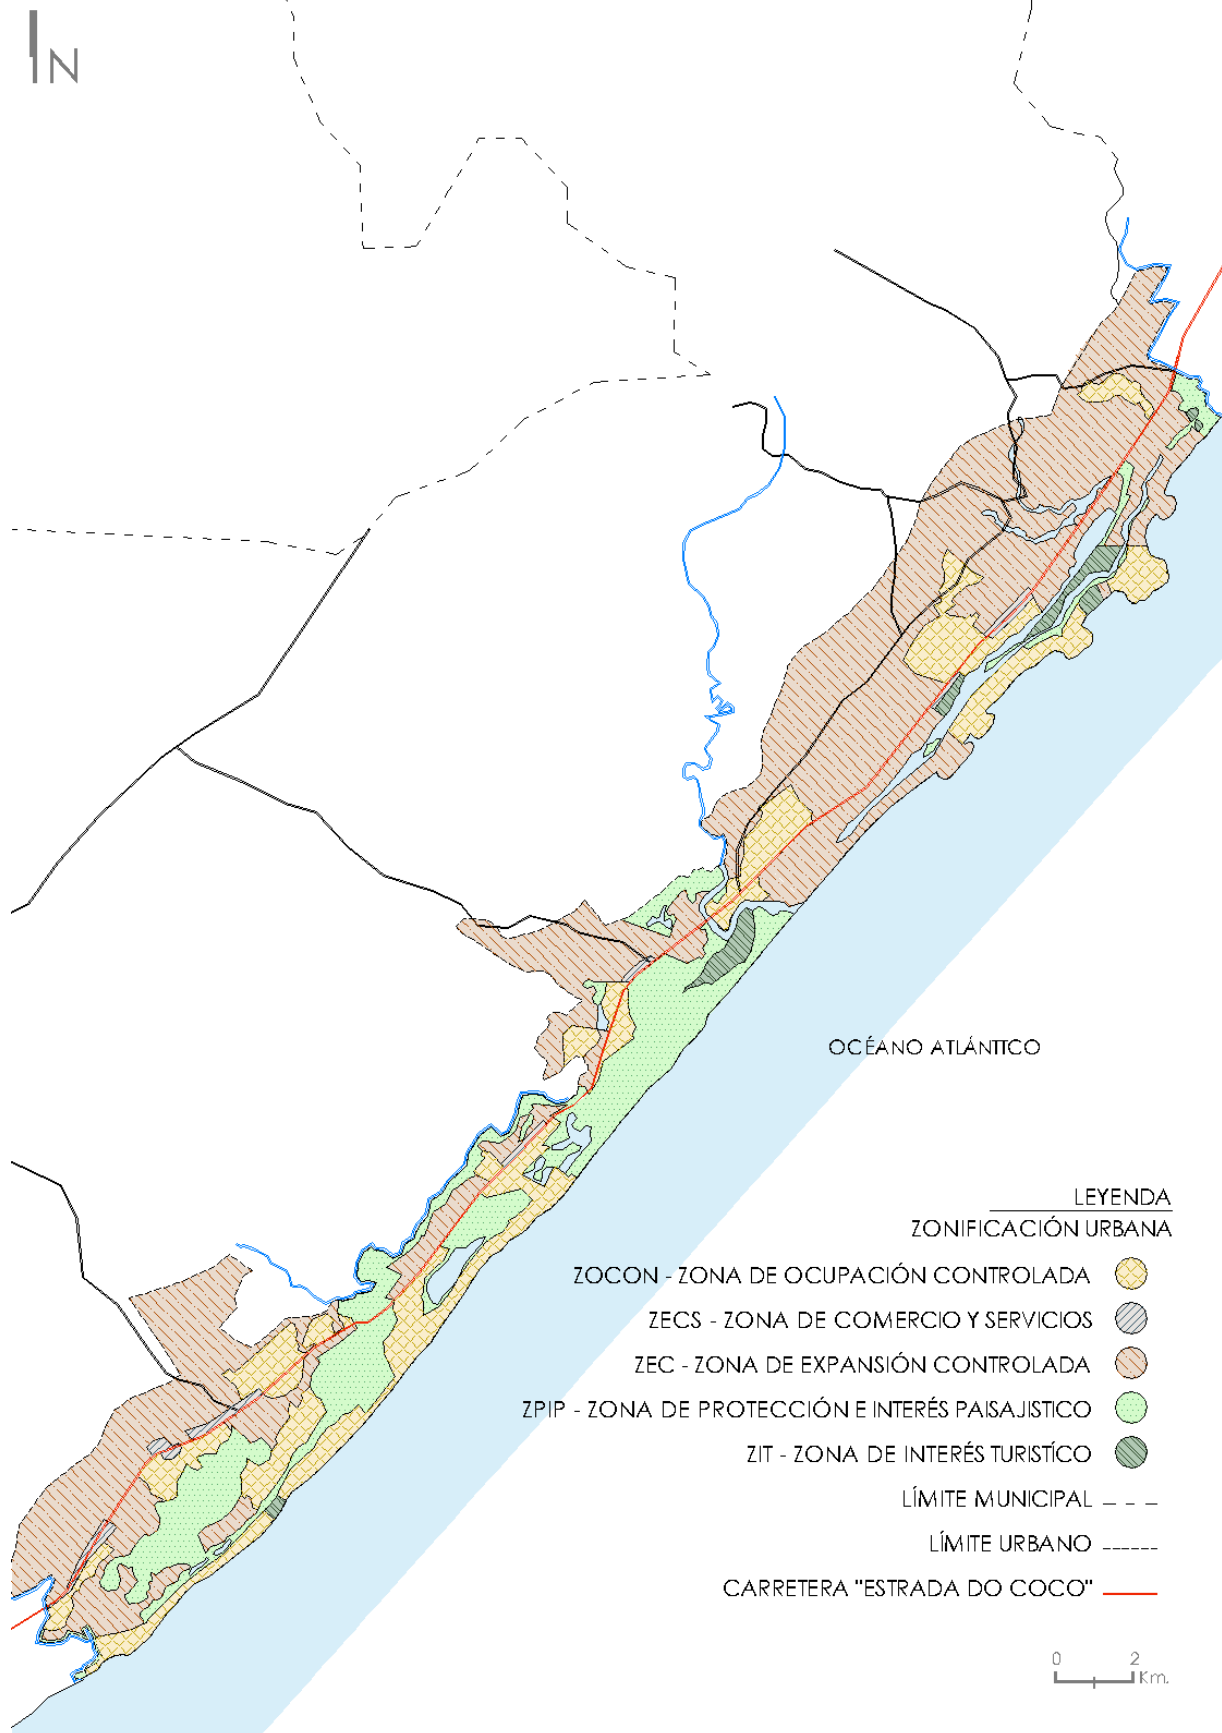 N
OCÉANO ATLÁNTICO
LEYENDA
ZONIFICACIÓN URBANA
ZOCON - ZONA DE OCUPACIÓN CONTROLADA
ZECS - ZONA DE COMERCIO Y SERVICIOS
ZEC - ZONA DE EXPANSIÓN CONTROLADA
ZPIP - ZONA DE PROTECCIÓN E INTERÉS PAISAJISTICO
ZIT - ZONA DE INTERÉS TURISTÍCO
LÍMITE MUNICIPAL
LÍMITE URBANO
CARRETERA "ESTRADA DO COCO"
0 2
Km.